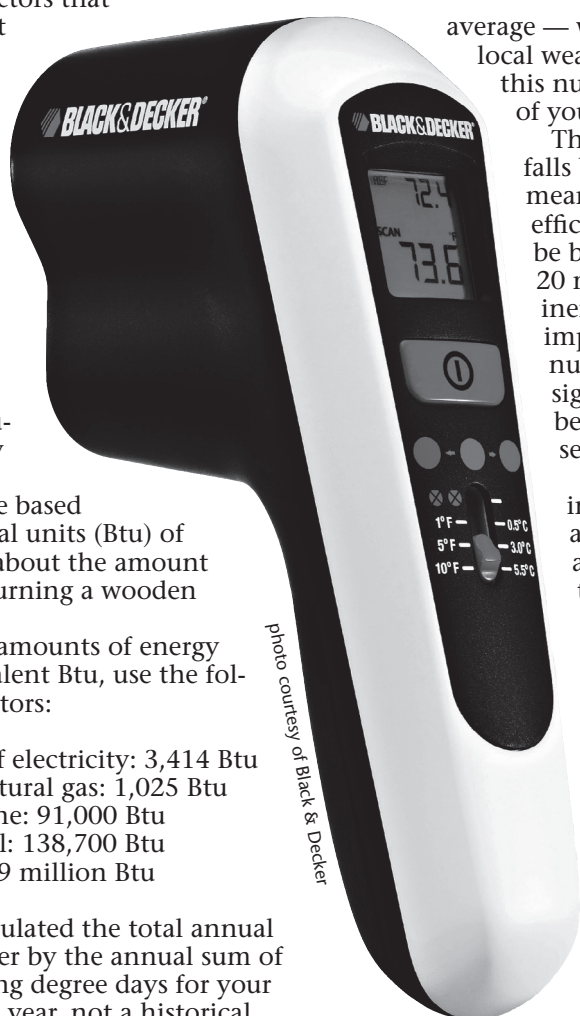 ctors that
t
y
e based
al units (Btu) of
about the amount
urning a wooden
amounts of energy
alent Btu, use the fol-
tors:
f electricity: 3,414 Btu
tural gas: 1,025 Btu
ne: 91,000 Btu
l: 138,700 Btu
9 million Btu
ulated the total annual
er by the annual sum of
ng degree days for your
year, not a historical
BLACK&DECKER®
BLACK&DECKER®
REF 72.4
SCAN °F
73.6
1°F 0.5°C
5°F 3.0°C
10°F 5.5°C
photo courtesy of Black & Decker
average —
local wea
this nu
of you
Th
falls
mean
effic
be b
20
ine
imp
nu
sig
be
se
in
a
a
t